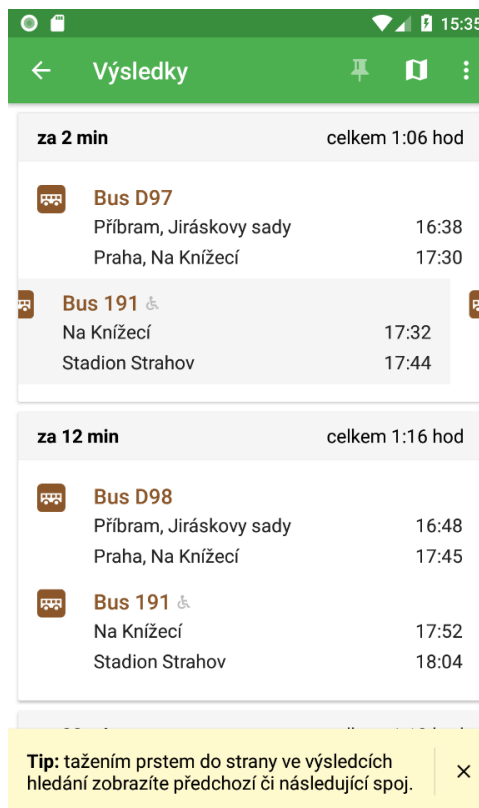 15:35
Výsledky
za 2 min celkem 1:06 hod
Bus D97
Příbram, Jiráskovy sady 16:38
Praha, Na Knížecí 17:30
Bus 191
Na Knížecí 17:32
Stadion Strahov 17:44
za 12 min celkem 1:16 hod
Bus D98
Příbram, Jiráskovy sady 16:48
Praha, Na Knížecí 17:45
Bus 191
Na Knížecí 17:52
Stadion Strahov 18:04
Tip: tažením prstem do strany ve výsledcích
hledání zobrazíte předchozí či následující spoj.